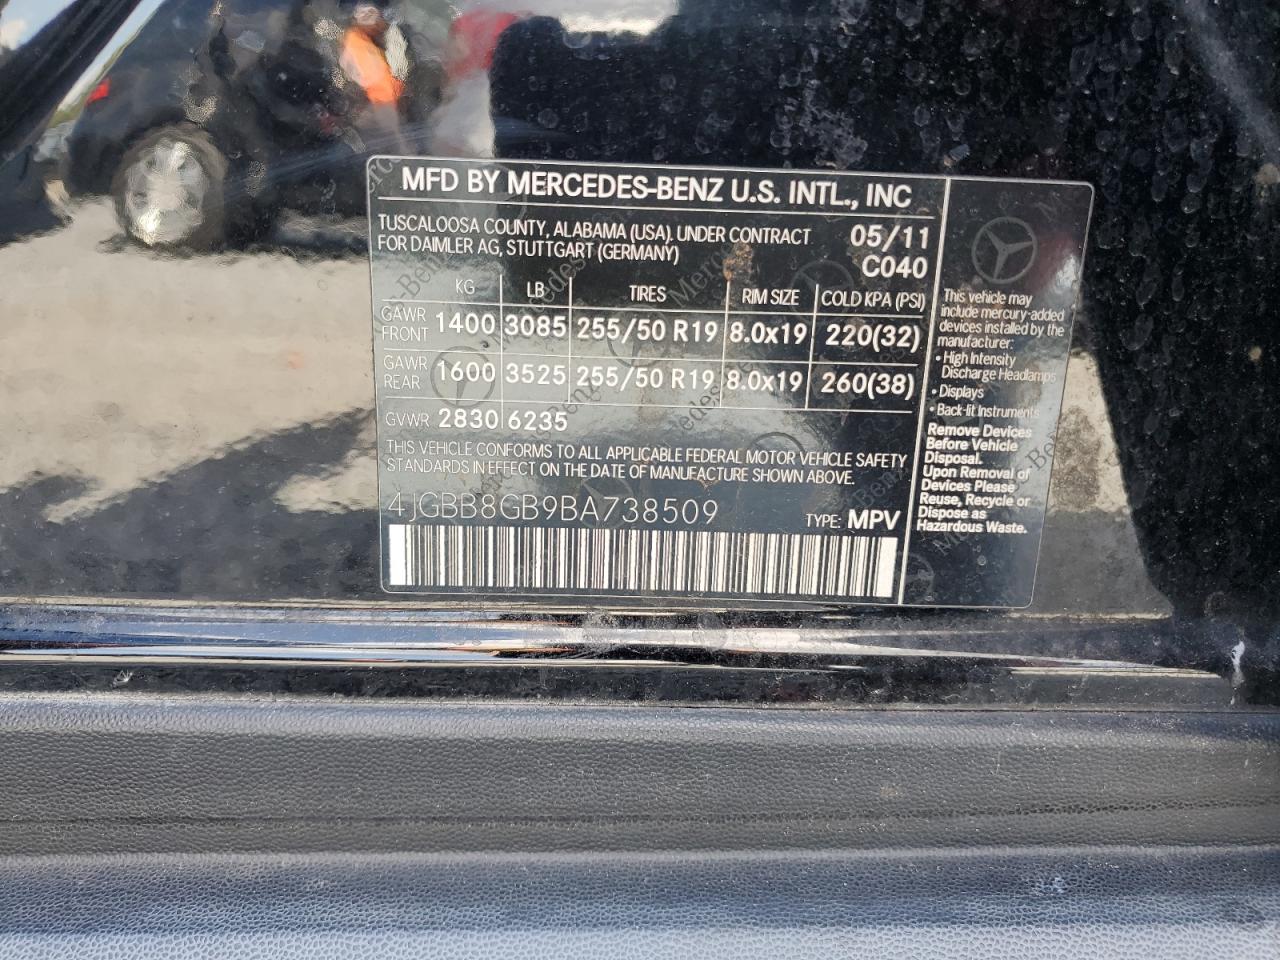 MFD BY MERCEDES-BENZ U.S. INTL., INC
TUSCALOOSA COUNTY, ALABAMA (USA), UNDER CONTRACT
FOR DAIMLER AG, STUTTGART (GERMANY)
05/11
C040
KG LB TIRES RIM SIZE COLD KPA (PSI)
GAWR FRONT 1400 3085 255/50 R19 8.0x19 220(32)
GAWR REAR 1600 3525 255/50 R19 8.0x19 260(38)
GVWR 2830 6235
THIS VEHICLE CONFORMS TO ALL APPLICABLE FEDERAL MOTOR VEHICLE SAFETY
STANDARDS IN EFFECT ON THE DATE OF MANUFACTURE SHOWN ABOVE.
4JGBB8GB9BA738509
TYPE: MPV
This vehicle may
include mercury-added
devices installed by the
manufacturer:
• High Intensity
Discharge Headlamps
• Displays
• Back-lit Instruments
Remove Devices
Before Vehicle
Disposal.
Upon Removal of
Devices Please
Reuse, Recycle or
Dispose as
Hazardous Waste.